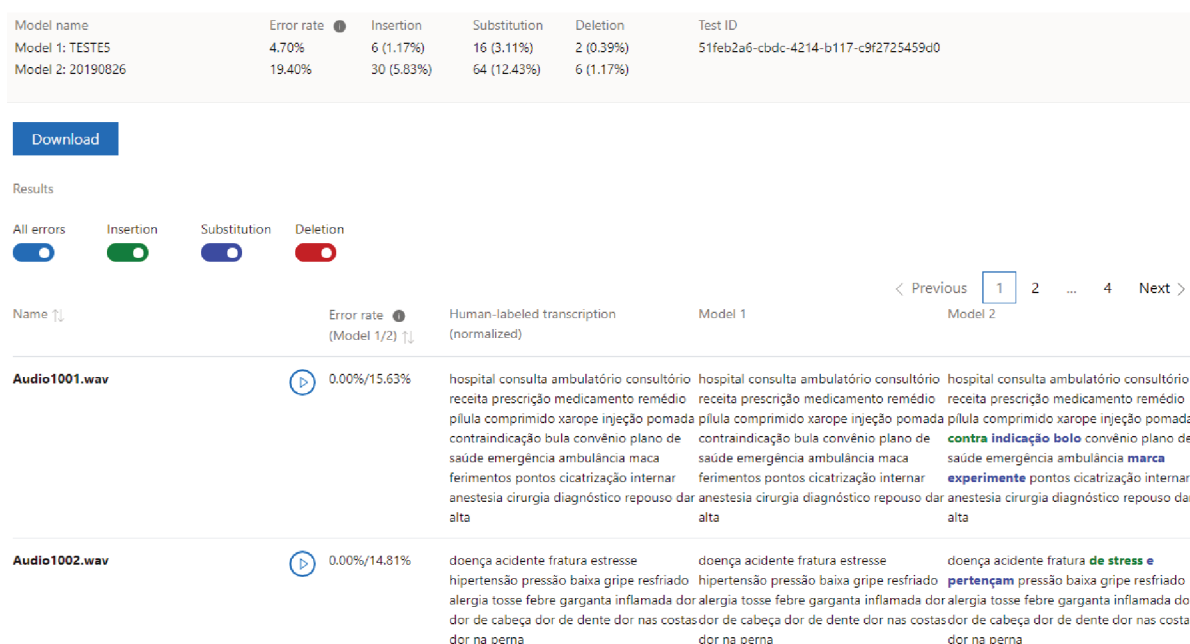 Model name Error rate Insertion Substitution Deletion Test ID
Model 1: TESTE5 4.70% 6 (1.17%) 16 (3.11%) 2 (0.39%) 51feb2a6-cbdc-4214-b117-c9f2725459d0
Model 2: 20190826 19.40% 30 (5.83%) 64 (12.43%) 6 (1.17%)
Download
Results
All errors Insertion Substitution Deletion
< Previous 1 2 ... 4 Next >
Name Error rate Human-labeled transcription Model 1 Model 2
(Model 1/2) (normalized)
Audio1001.wav 0.00%/15.63% hospital consulta ambulatório consultório hospital consulta ambulatório consultório hospital consulta ambulatório consultório
receita prescrição medicamento remédio receita prescrição medicamento remédio receita prescrição medicamento remédio
pílula comprimido xarope injeção pomada pílula comprimido xarope injeção pomada pílula comprimido xarope injeção pomada
contraindicação bula convênio plano de contraindicação bula convênio plano de contra indicação bolo convênio plano de
saúde emergência ambulância maca saúde emergência ambulância maca saúde emergência ambulância marca
ferimentos pontos cicatrização internar ferimentos pontos cicatrização internar experimente pontos cicatrização internar
anestesia cirurgia diagnóstico repouso dar anestesia cirurgia diagnóstico repouso dar anestesia cirurgia diagnóstico repouso dar
alta alta alta
Audio1002.wav 0.00%/14.81% doença acidente fratura estresse doença acidente fratura estresse doença acidente fratura de stress e
hipertensão pressão baixa gripe resfriado hipertensão pressão baixa gripe resfriado pertençam pressão baixa gripe resfriado
alergia tosse febre garganta inflamada dor alergia tosse febre garganta inflamada dor alergia tosse febre garganta inflamada do
dor de cabeça dor de dente dor nas costas dor de cabeça dor de dente dor nas costas dor de cabeça dor de dente dor nas costa
dor na perna dor na perna dor na perna